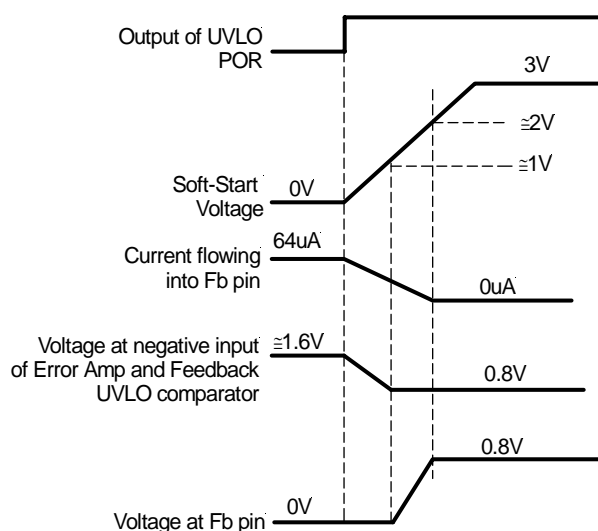 Output of UVLO
POR
3V
≅2V
≅1V
Soft-Start
Voltage
0V
64uA
Current flowing
into Fb pin
0uA
≅1.6V
Voltage at negative input
of Error Amp and Feedback
UVLO comparator
0.8V
0.8V
Voltage at Fb pin
0V